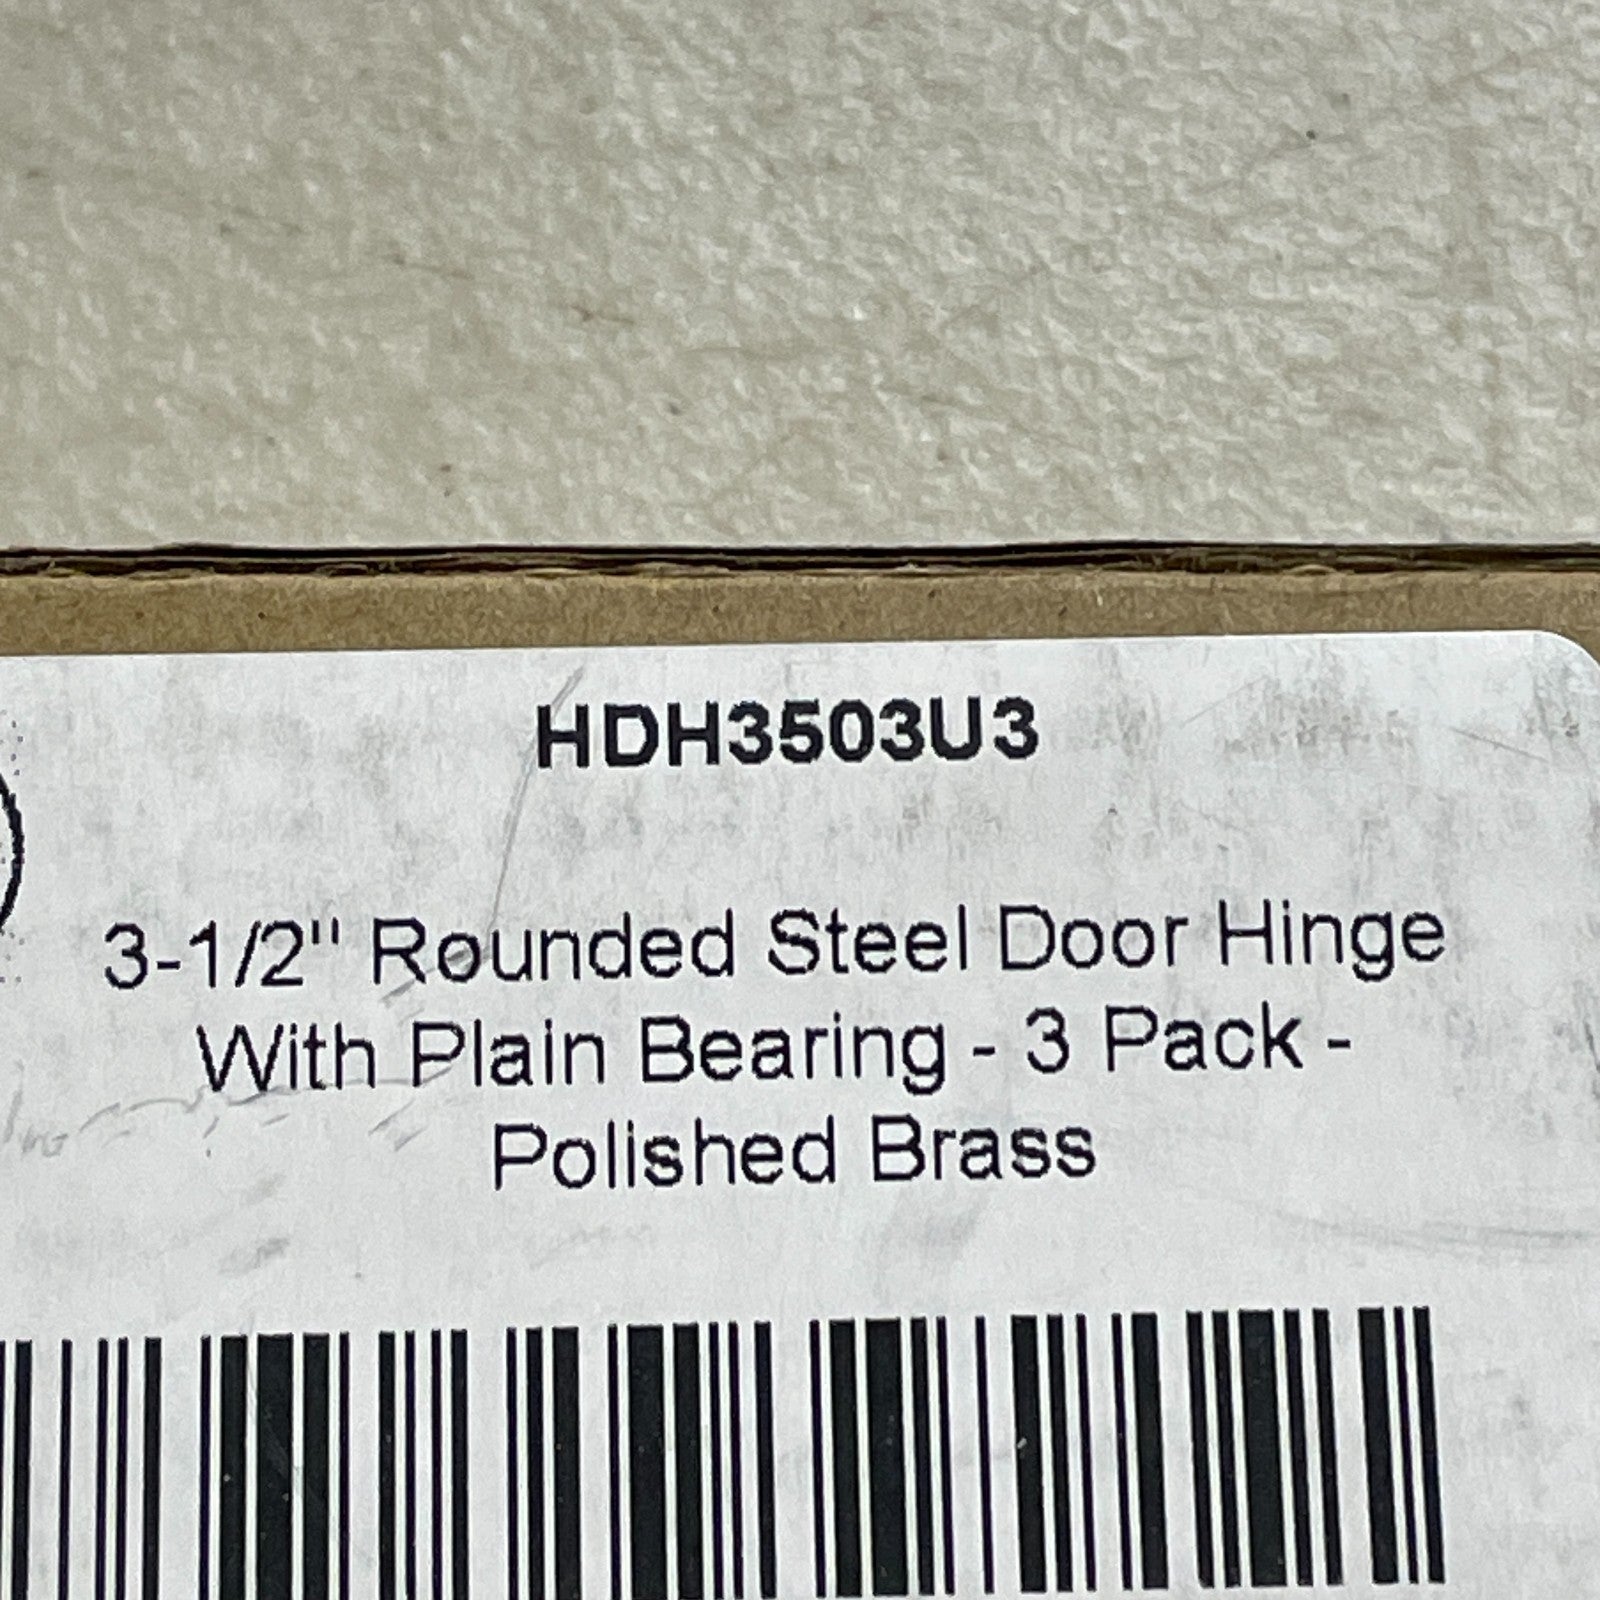 HDH3503U3
3-1/2" Rounded Steel Door Hinge
With Plain Bearing - 3 Pack -
Polished Brass